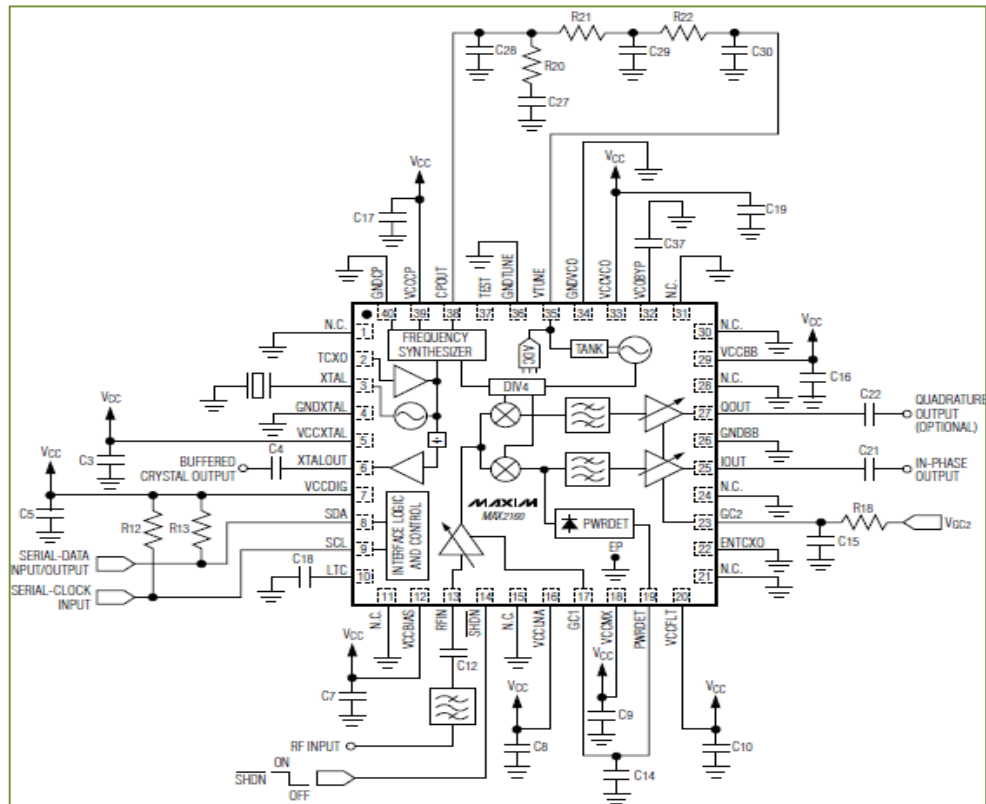 R21
R22
C28
R20
C29
C30
C27
VCC
VCC
C17
C19
C37
GNDCP
VCCCP
CPOUT
TEST
GNDTUNE
VTUNE
GNDVCO
VCCVCO
VCOBYP
N.C.
40
39
38
37
36
35
34
33
32
31
N.C.
1
TCXO
2
XTAL
3
GNDXTAL
4
VCCXTAL
5
XTALOUT
6
VCCDIG
7
SDA
8
SCL
9
LTC
10
FREQUENCY
SYNTHESIZER
ADC
TANK
DIV4
÷
MAXIM
MAX2160
PWRDET
EP
INTERFACE LOGIC
AND CONTROL
30
N.C.
29
VCCBB
28
N.C.
27
QOUT
26
GNDBB
25
IOUT
24
N.C.
23
GC2
22
ENTCXO
21
N.C.
VCC
C16
C22
QUADRATURE
OUTPUT
(OPTIONAL)
C21
IN-PHASE
OUTPUT
R18
VGC2
C15
VCC
C3
C4
BUFFERED
CRYSTAL OUTPUT
VCC
C5
R12
R13
SERIAL-DATA
INPUT/OUTPUT
SERIAL-CLOCK
INPUT
C18
11
12
13
14
15
16
17
18
19
20
N.C.
VCCBIAS
RFIN
SHDN
N.C.
VCCLNA
GC1
VCCMX
PWRDET
VCCFLT
VCC
C7
C12
RF INPUT
SHDN
ON
OFF
VCC
C8
VCC
C9
C14
VCC
C10